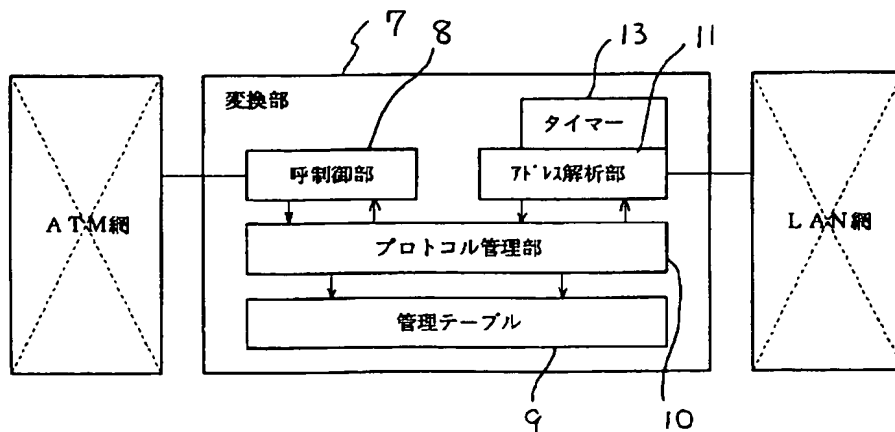 7
8
13
11
変換部
タイマー
呼制御部
ｱﾄﾞﾚｽ解析部
ATM網
LAN網
プロトコル管理部
管理テーブル
9
10